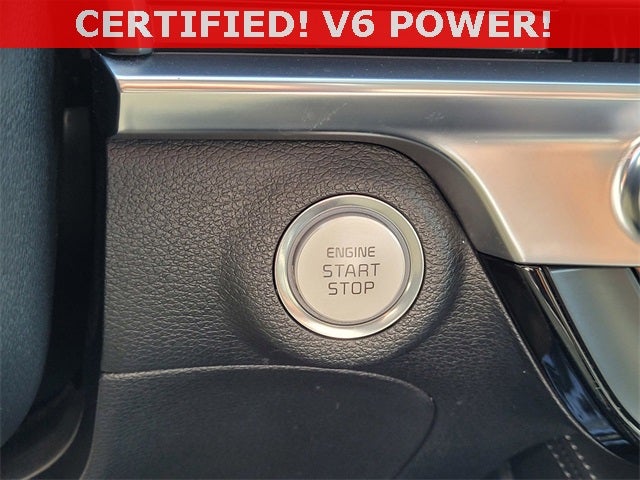 CERTIFIED! V6 POWER!
ENGINE
START
STOP